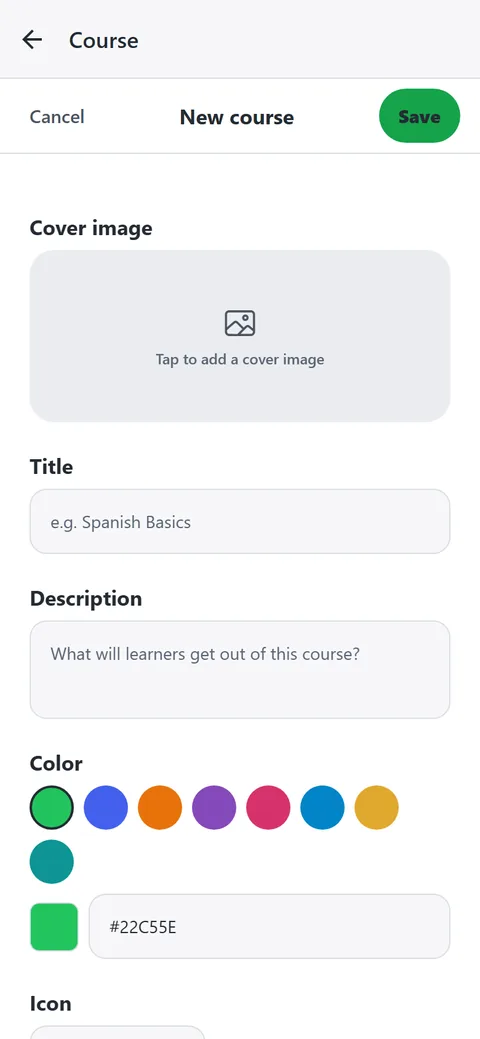 Course
Cancel
New course
Save
Cover image
Tap to add a cover image
Title
e.g. Spanish Basics
Description
What will learners get out of this course?
Color
#22C55E
Icon